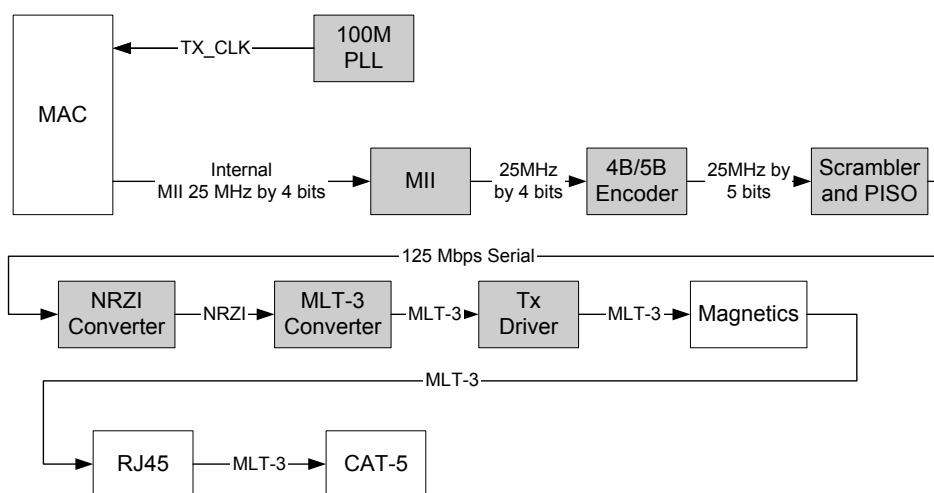 100M
PLL
TX_CLK
MAC
Internal
MII 25 MHz by 4 bits
MII
25MHz
by 4 bits
4B/5B
Encoder
25MHz by
5 bits
Scrambler
and PISO
125 Mbps Serial
NRZI
Converter
NRZI
MLT-3
Converter
MLT-3
Tx
Driver
MLT-3
Magnetics
MLT-3
RJ45
MLT-3
CAT-5